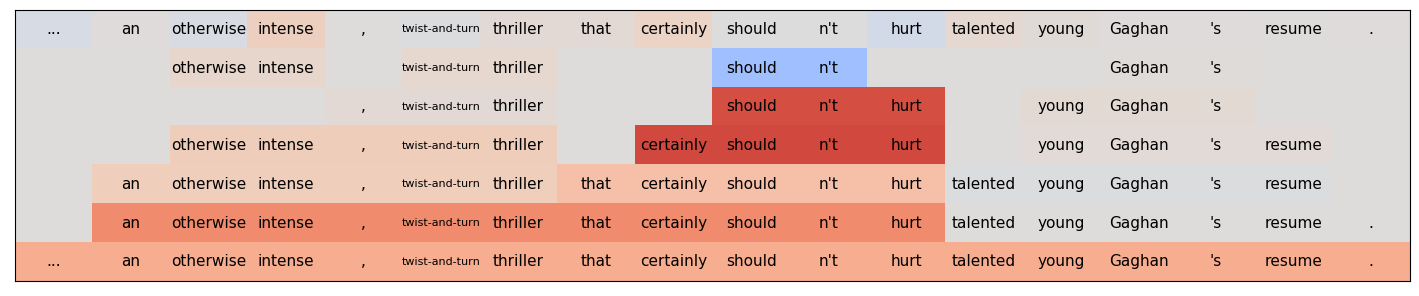 ... an otherwise intense , twist-and-turn thriller that certainly should n't hurt talented young Gaghan 's resume .
otherwise intense twist-and-turn thriller should n't Gaghan 's
, twist-and-turn thriller should n't hurt young Gaghan 's
otherwise intense , twist-and-turn thriller certainly should n't hurt young Gaghan 's resume
an otherwise intense , twist-and-turn thriller that certainly should n't hurt talented young Gaghan 's resume
an otherwise intense , twist-and-turn thriller that certainly should n't hurt talented young Gaghan 's resume .
... an otherwise intense , twist-and-turn thriller that certainly should n't hurt talented young Gaghan 's resume .